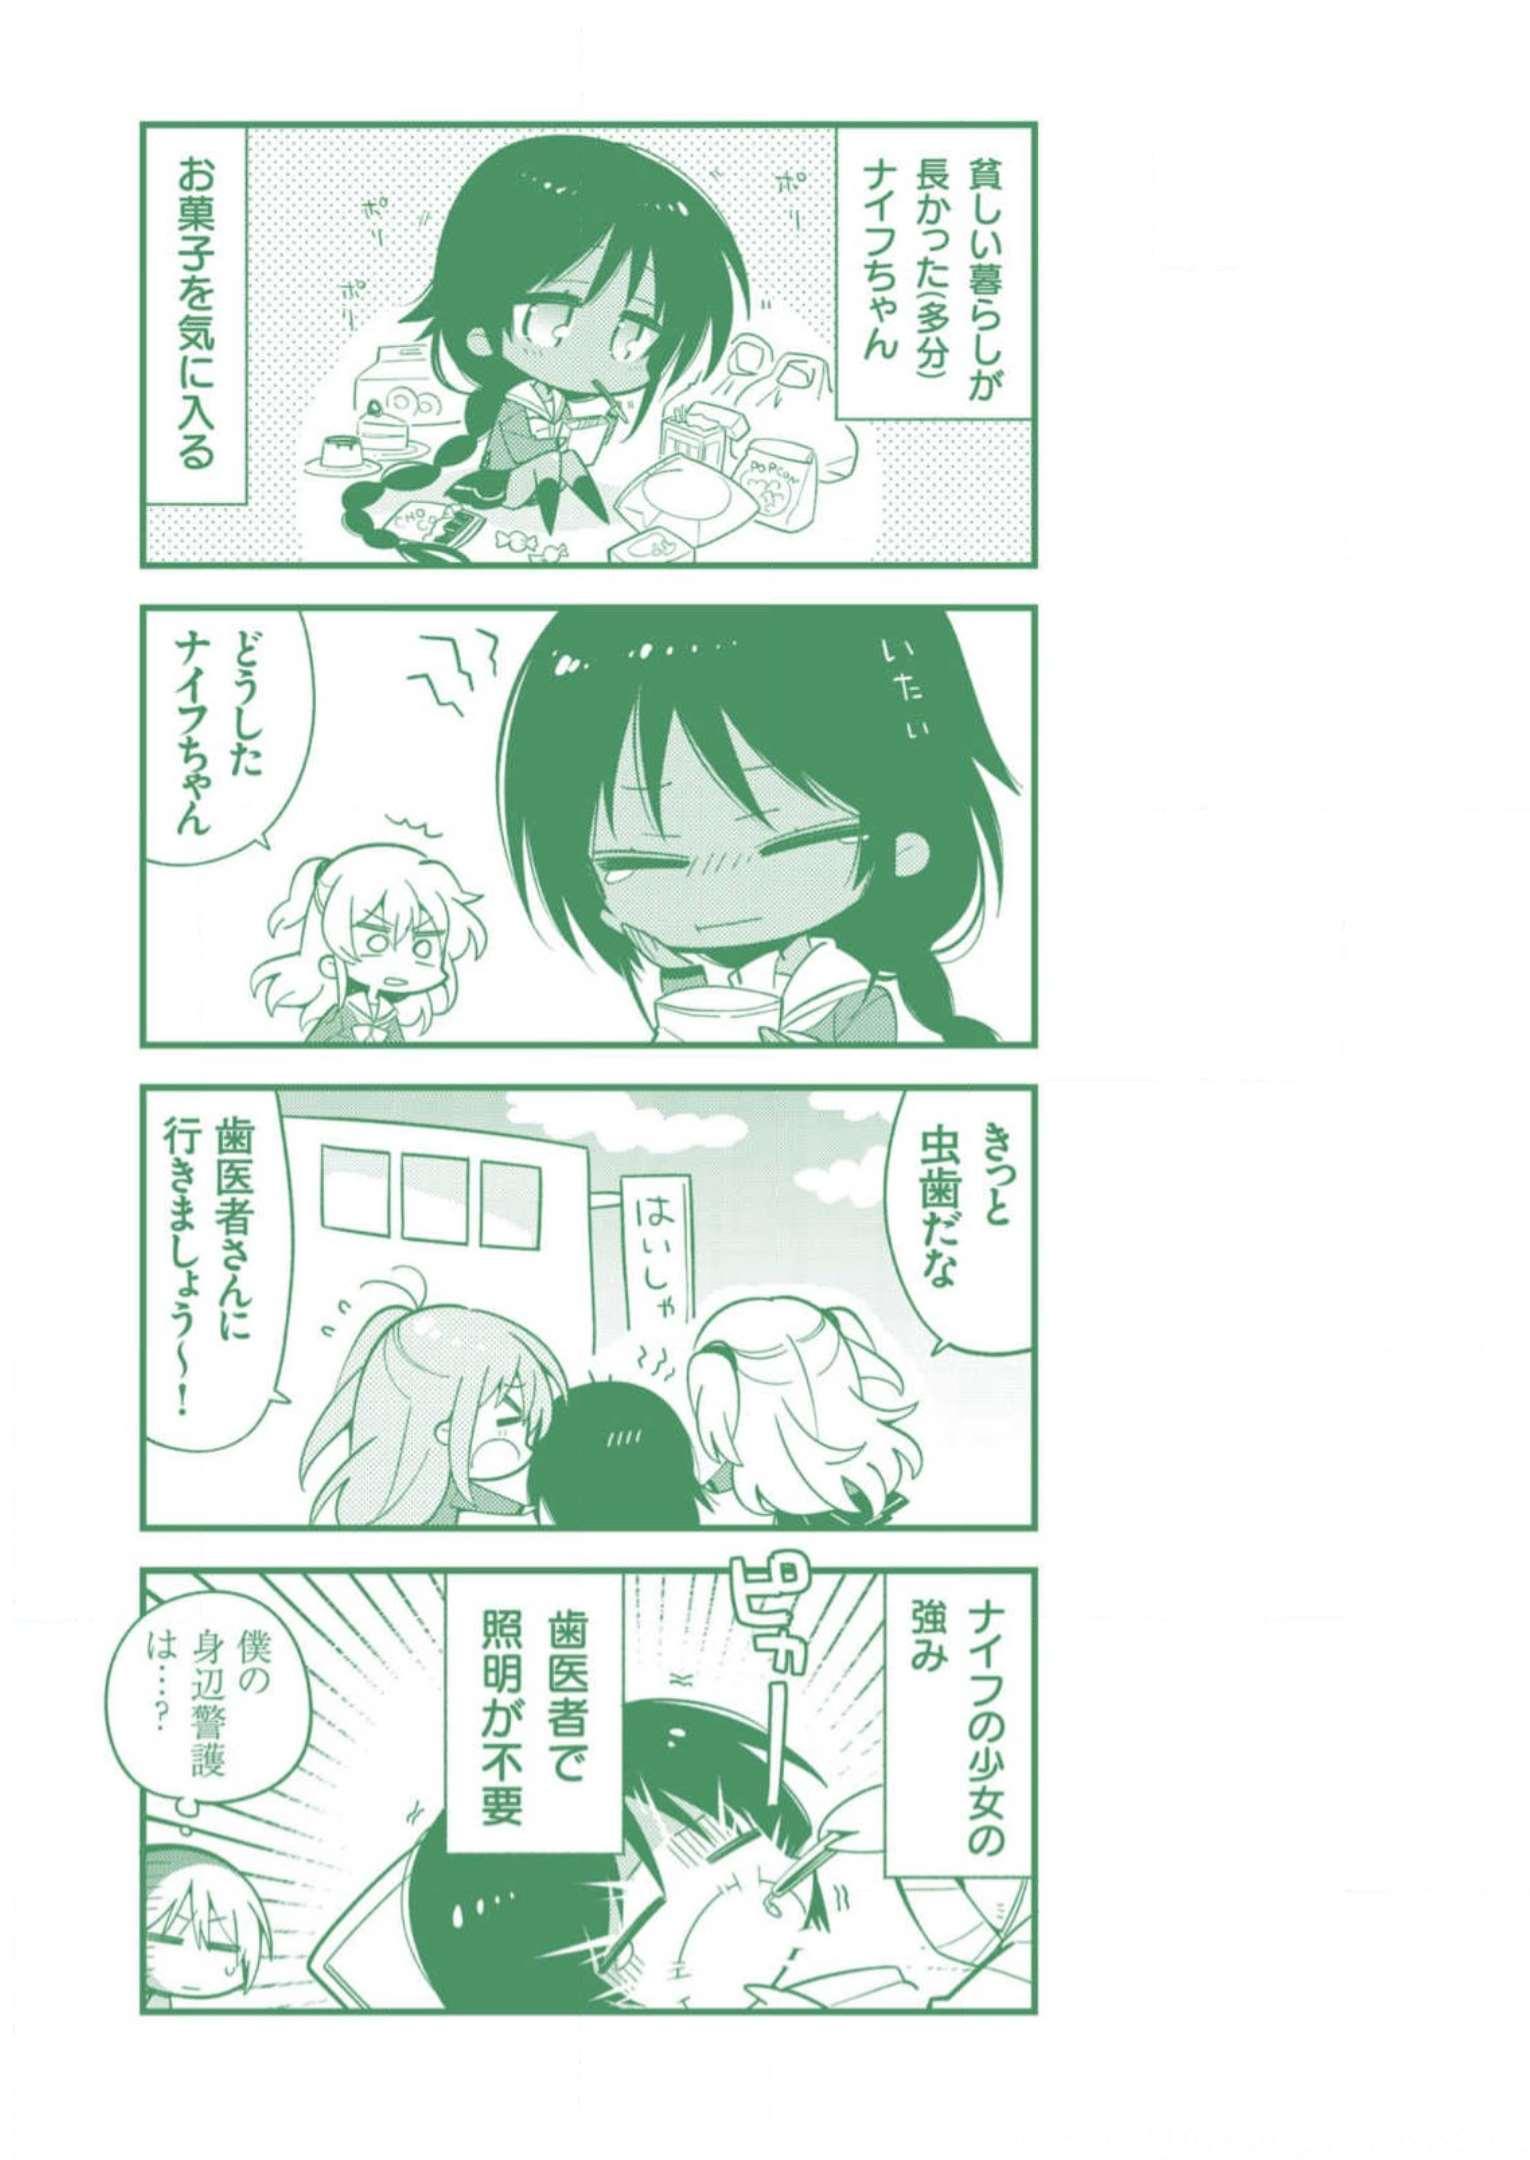 貧しい暮らしが
長かった(多分)
ナイフちゃん
ポリ
ポリ
ポリ
お菓子を気に入る
POPCON
CHOCO
いたい
どうした
ナイフちゃん
きっと
虫歯だな
はいしゃ
歯医者さんに
行きましょう〜!
ナイフの少女の
強み
歯医者で
照明が不要
僕の
身辺警護
は…?